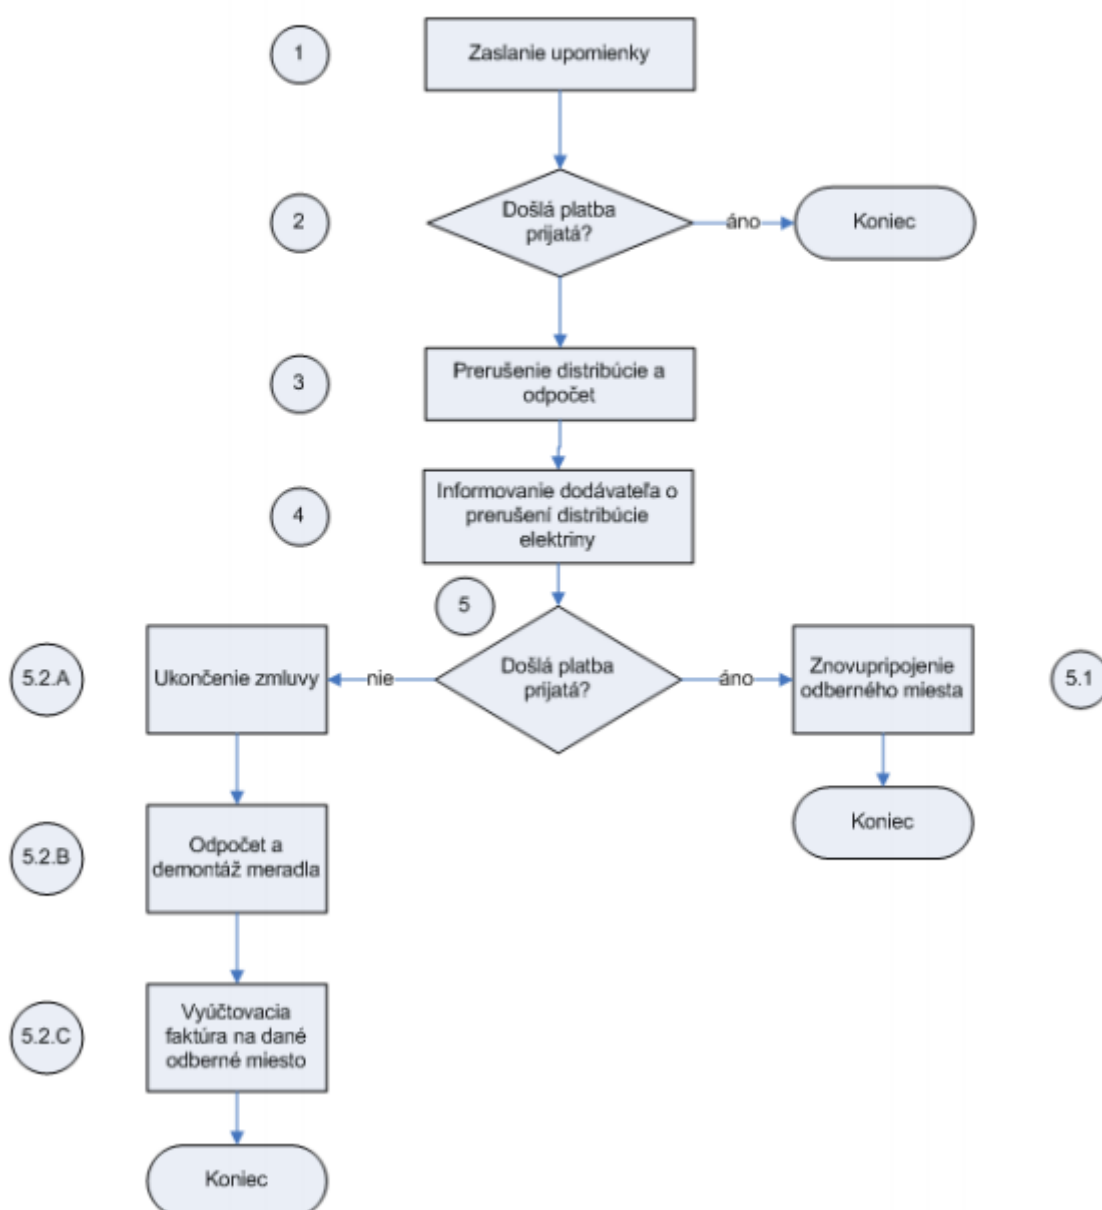 1
Zaslanie upomienky
2
Došlá platba
prijatá?
áno
Koniec
3
Prerušenie distribúcie a
odpočet
4
Informovanie dodávateľa o
prerušení distribúcie
elektriny
5
5.2.A
Ukončenie zmluvy
nie
Došlá platba
prijatá?
áno
Znovupripojenie
odberného miesta
5.1
Koniec
5.2.B
Odpočet a
demontáž meradla
5.2.C
Vyúčtovacia
faktúra na dané
odberné miesto
Koniec